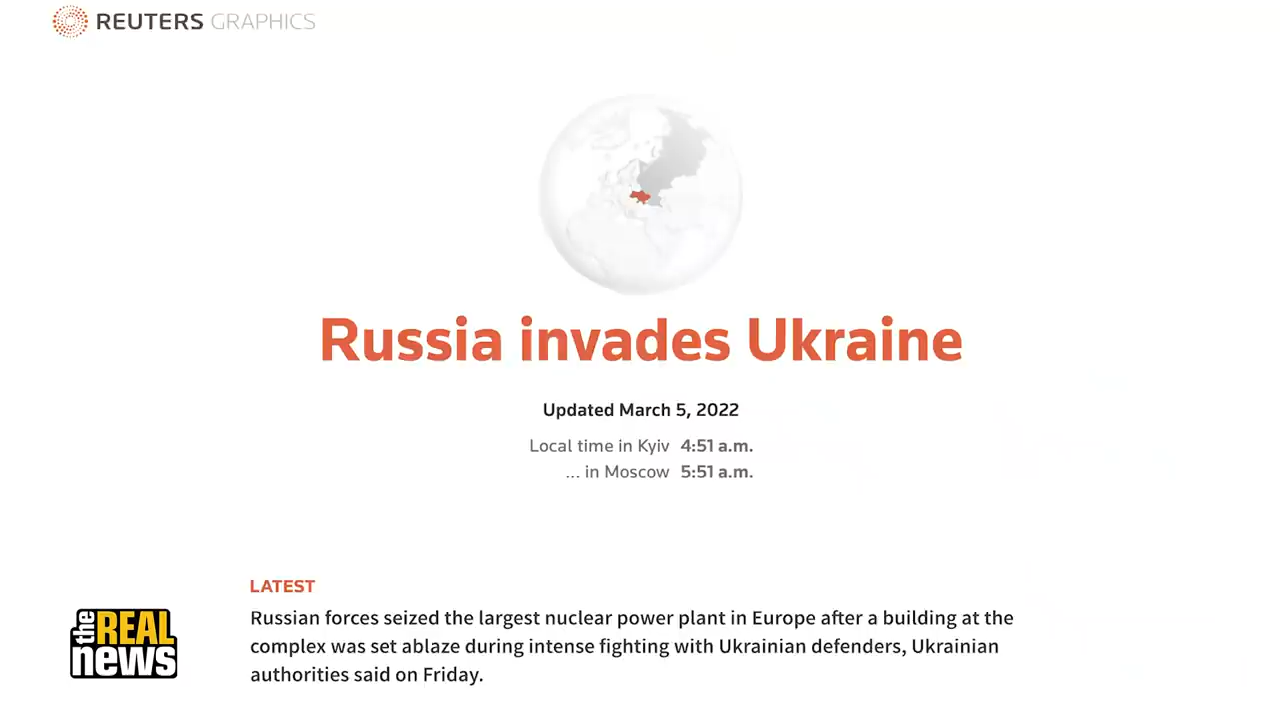 REUTERS GRAPHICS
Russia invades Ukraine
Updated March 5, 2022
Local time in Kyiv 4:51 a.m.
... in Moscow 5:51 a.m.
LATEST
Russian forces seized the largest nuclear power plant in Europe after a building at the
complex was set ablaze during intense fighting with Ukrainian defenders, Ukrainian
authorities said on Friday.
the REAL
news